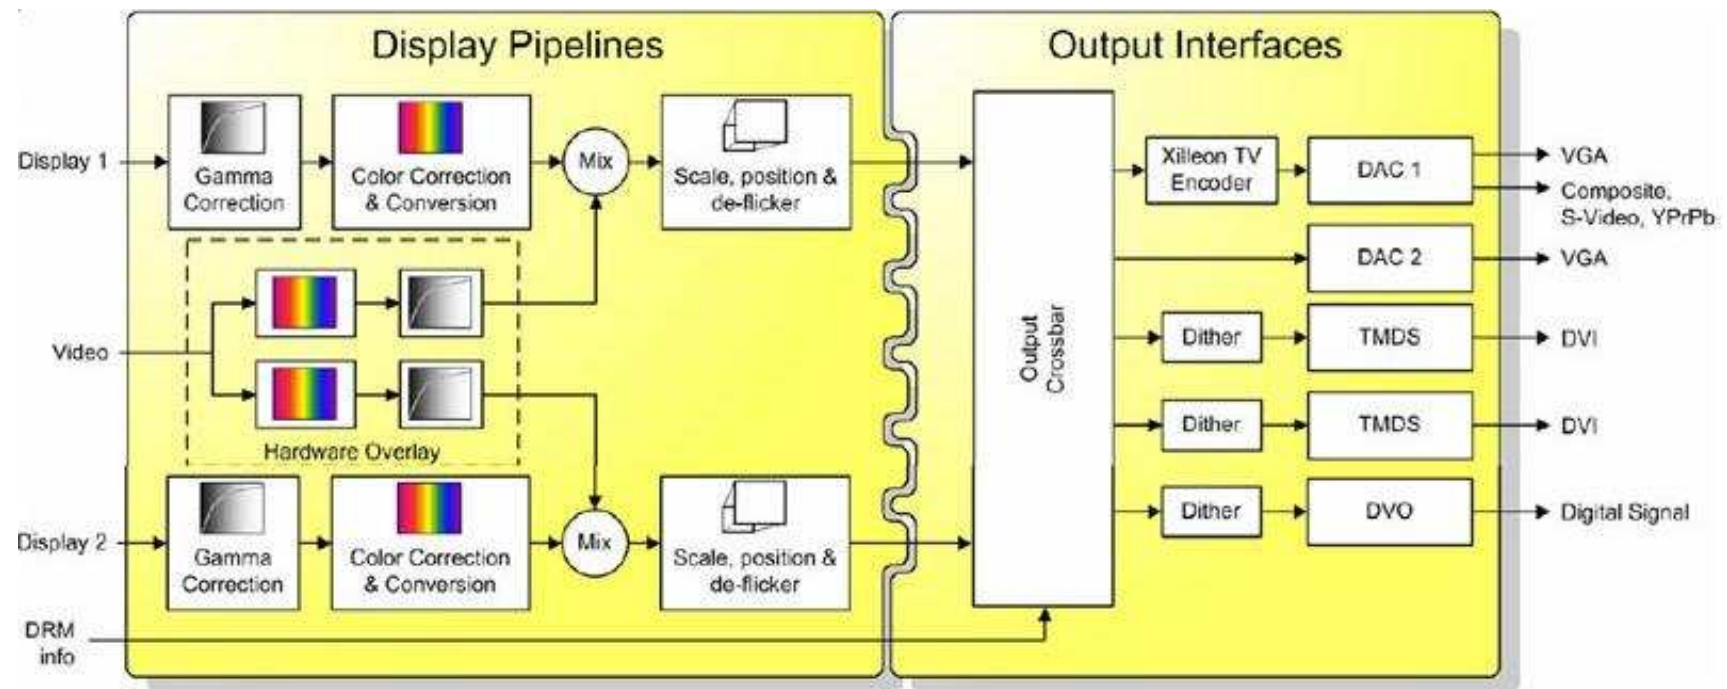 Display Pipelines
Output Interfaces
Display 1
Gamma
Correction
Color Correction
& Conversion
Mix
Scale, position &
de-flicker
Video
Hardware Overlay
Display 2
Gamma
Correction
Color Correction
& Conversion
Mix
Scale, position &
de-flicker
DRM
info
Output
Crossbar
Xilleon TV
Encoder
DAC 1
VGA
Composite,
S-Video, YPrPb
DAC 2
VGA
Dither
TMDS
DVI
Dither
TMDS
DVI
Dither
DVO
Digital Signal